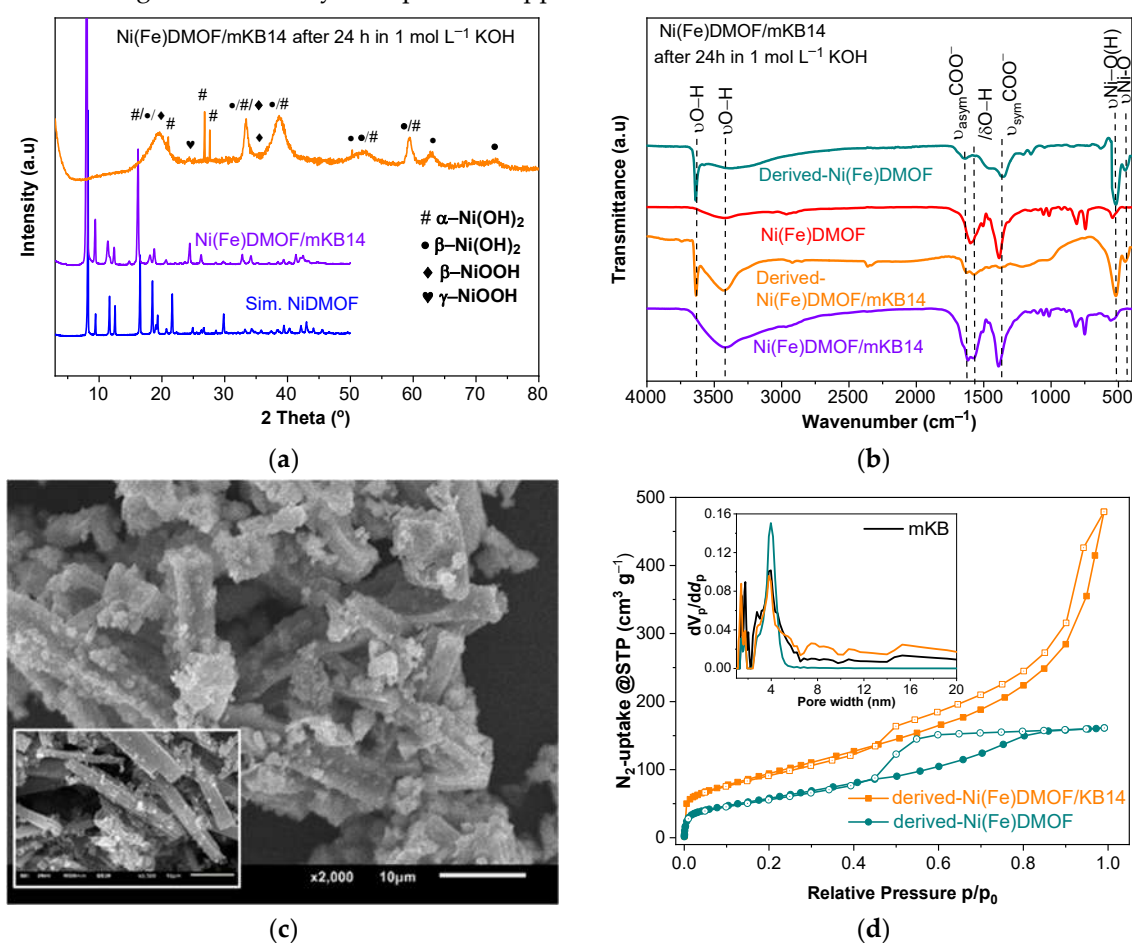 Ni(Fe)DMOF/mKB14 after 24 h in 1 mol L⁻¹ KOH
#/•/♦
#
♥
#
#
•/#/♦
♦
•/#
•
•/#
•/#
•
•
# α–Ni(OH)₂
• β–Ni(OH)₂
♦ β–NiOOH
♥ γ–NiOOH
Ni(Fe)DMOF/mKB14
Sim. NiDMOF
Intensity (a.u)
10 20 30 40 50 60 70 80
2 Theta (º)
(a)
Ni(Fe)DMOF/mKB14
after 24h in 1 mol L⁻¹ KOH
υO–H
υO–H
υasymCOO⁻
/δO–H
υsymCOO⁻
υNi–O(H)
υNi-O
Derived-Ni(Fe)DMOF
Ni(Fe)DMOF
Derived-
Ni(Fe)DMOF/mKB14
Ni(Fe)DMOF/mKB14
Transmittance (a.u)
4000 3500 3000 2500 2000 1500 1000 500
Wavenumber (cm⁻¹)
(b)
x2,000 10µm
(c)
500
400
300
200
100
0
N₂-uptake @STP (cm³ g⁻¹)
0.16
0.12
0.08
0.04
0.00
dVₚ/ddₚ
mKB
4 8 12 16 20
Pore width (nm)
derived-Ni(Fe)DMOF/KB14
derived-Ni(Fe)DMOF
0.0 0.2 0.4 0.6 0.8 1.0
Relative Pressure p/p₀
(d)